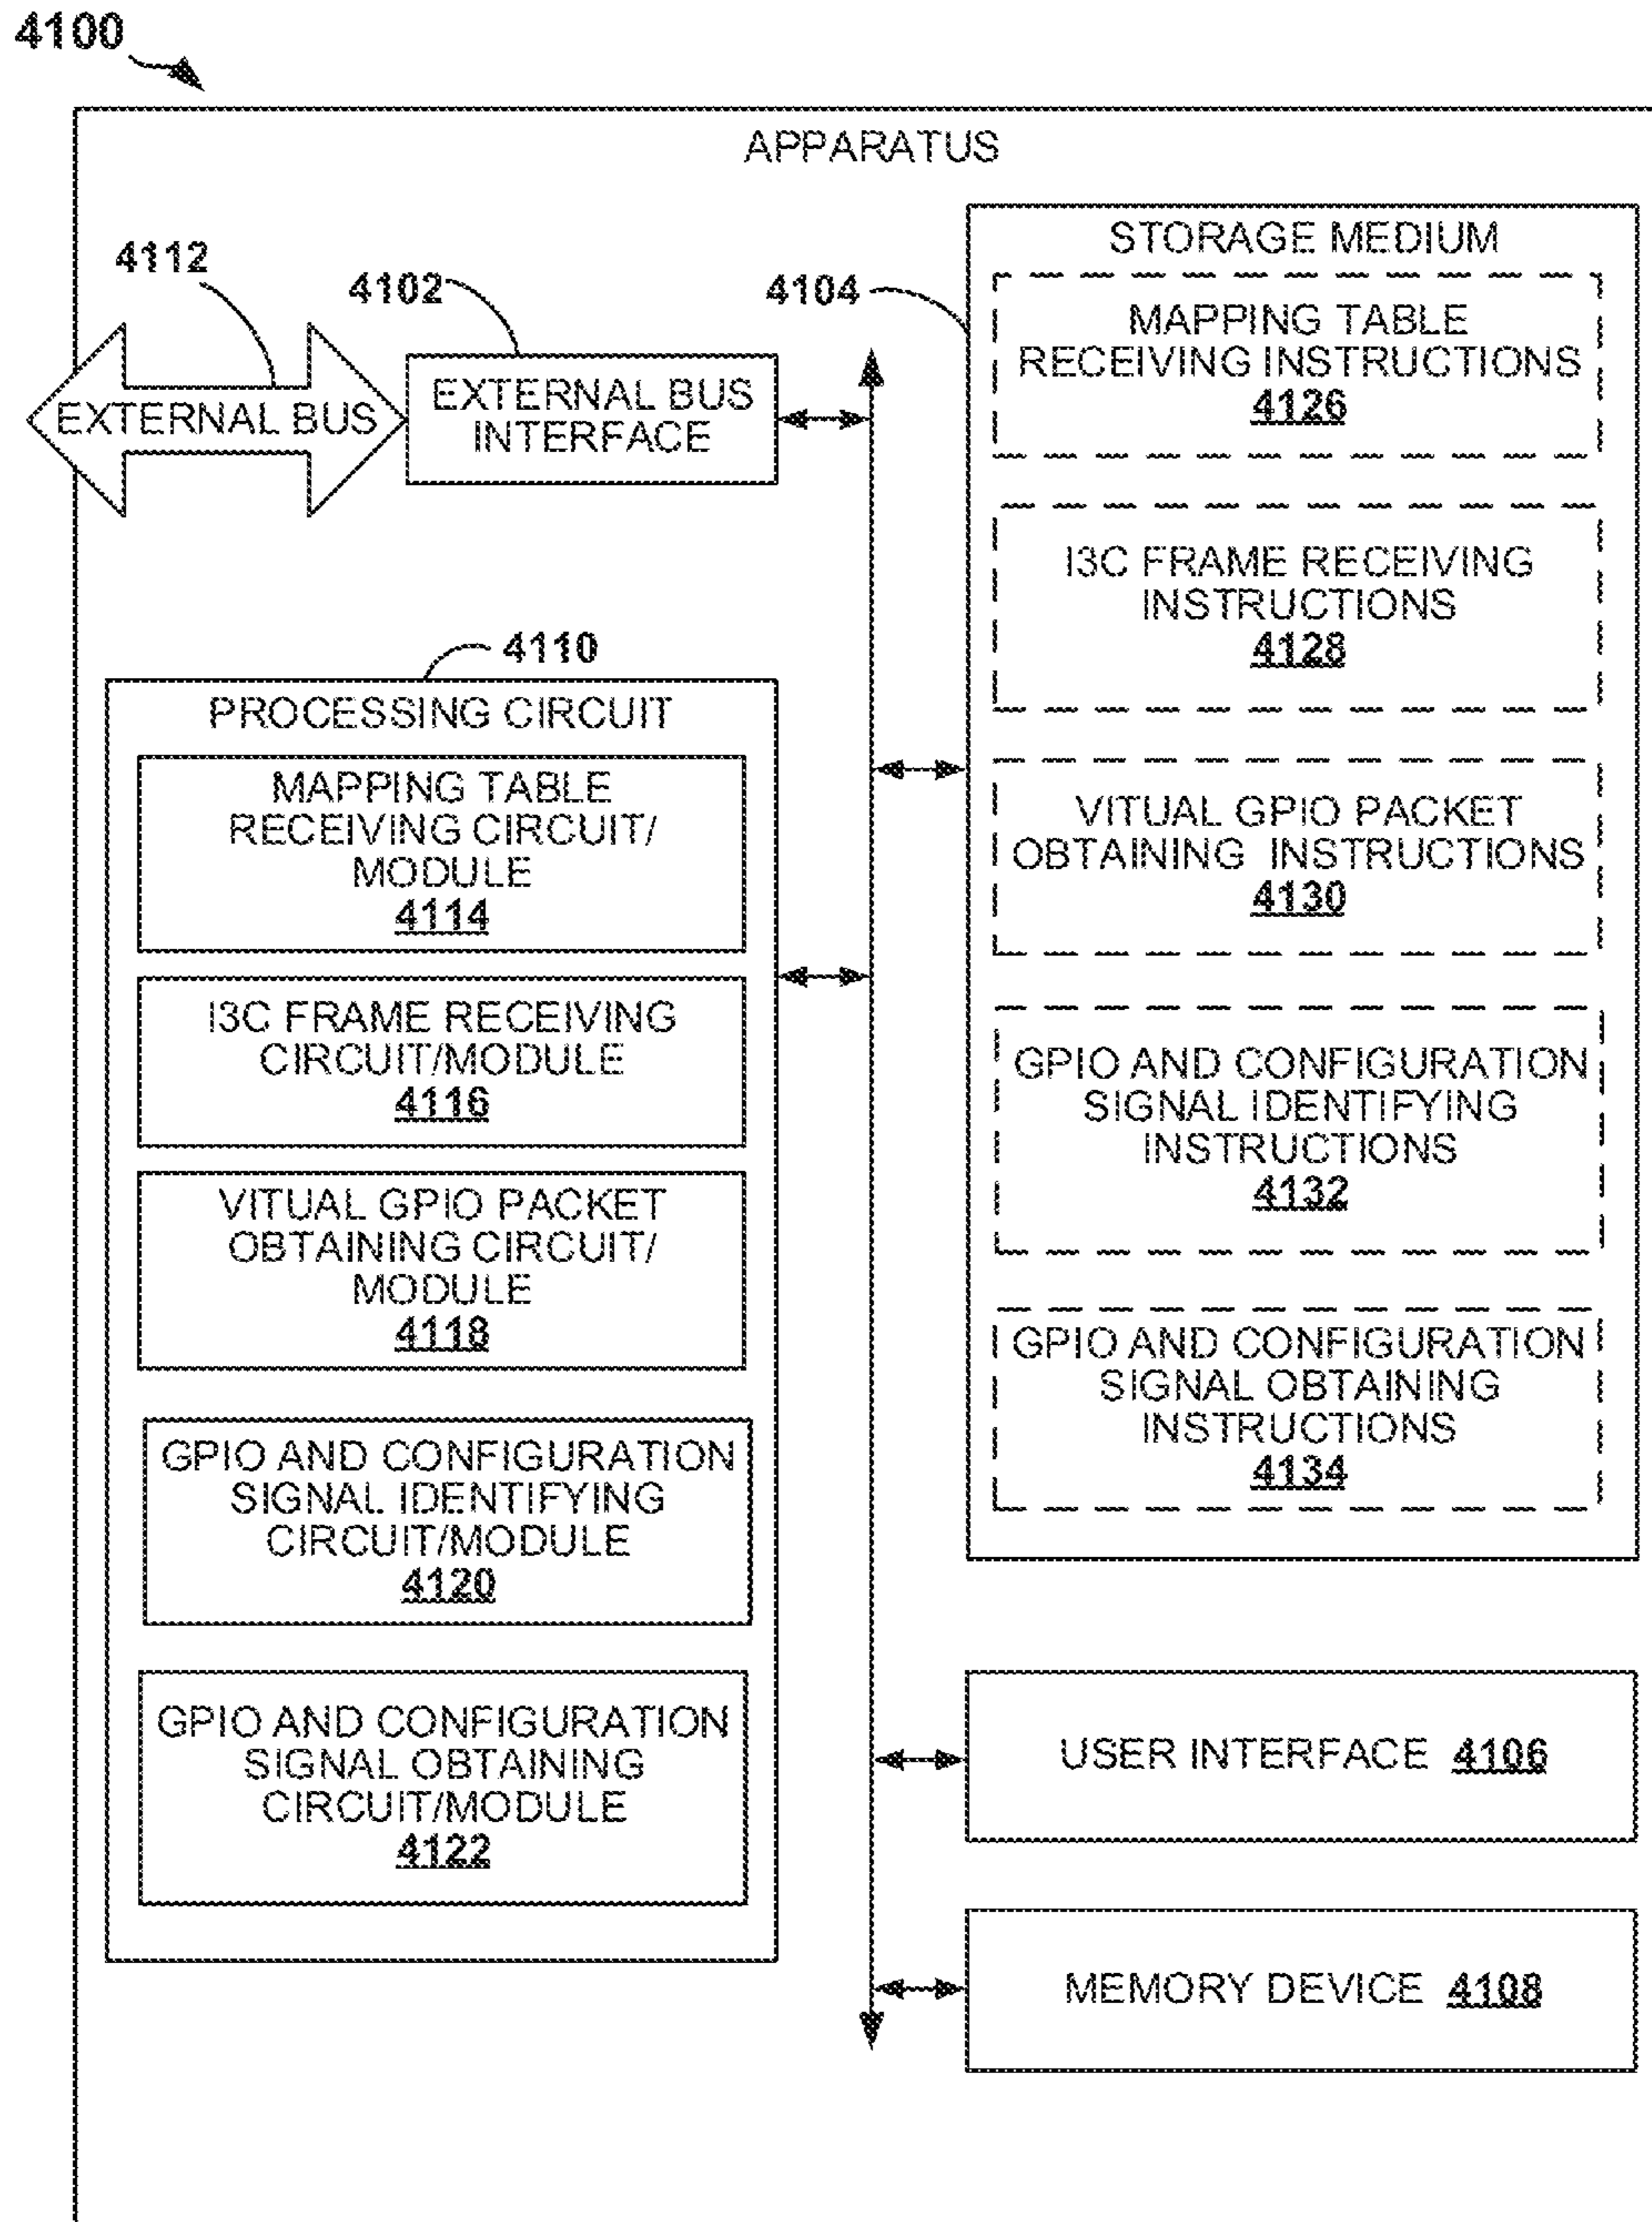 4100
APPARATUS
4112
4102
EXTERNAL BUS
EXTERNAL BUS
INTERFACE
4104
STORAGE MEDIUM
MAPPING TABLE
RECEIVING INSTRUCTIONS
4126
I3C FRAME RECEIVING
INSTRUCTIONS
4128
VITUAL GPIO PACKET
OBTAINING INSTRUCTIONS
4130
GPIO AND CONFIGURATION
SIGNAL IDENTIFYING
INSTRUCTIONS
4132
GPIO AND CONFIGURATION
SIGNAL OBTAINING
INSTRUCTIONS
4134
4110
PROCESSING CIRCUIT
MAPPING TABLE
RECEIVING CIRCUIT/
MODULE
4114
I3C FRAME RECEIVING
CIRCUIT/MODULE
4116
VITUAL GPIO PACKET
OBTAINING CIRCUIT/
MODULE
4118
GPIO AND CONFIGURATION
SIGNAL IDENTIFYING
CIRCUIT/MODULE
4120
GPIO AND CONFIGURATION
SIGNAL OBTAINING
CIRCUIT/MODULE
4122
USER INTERFACE 4106
MEMORY DEVICE 4108